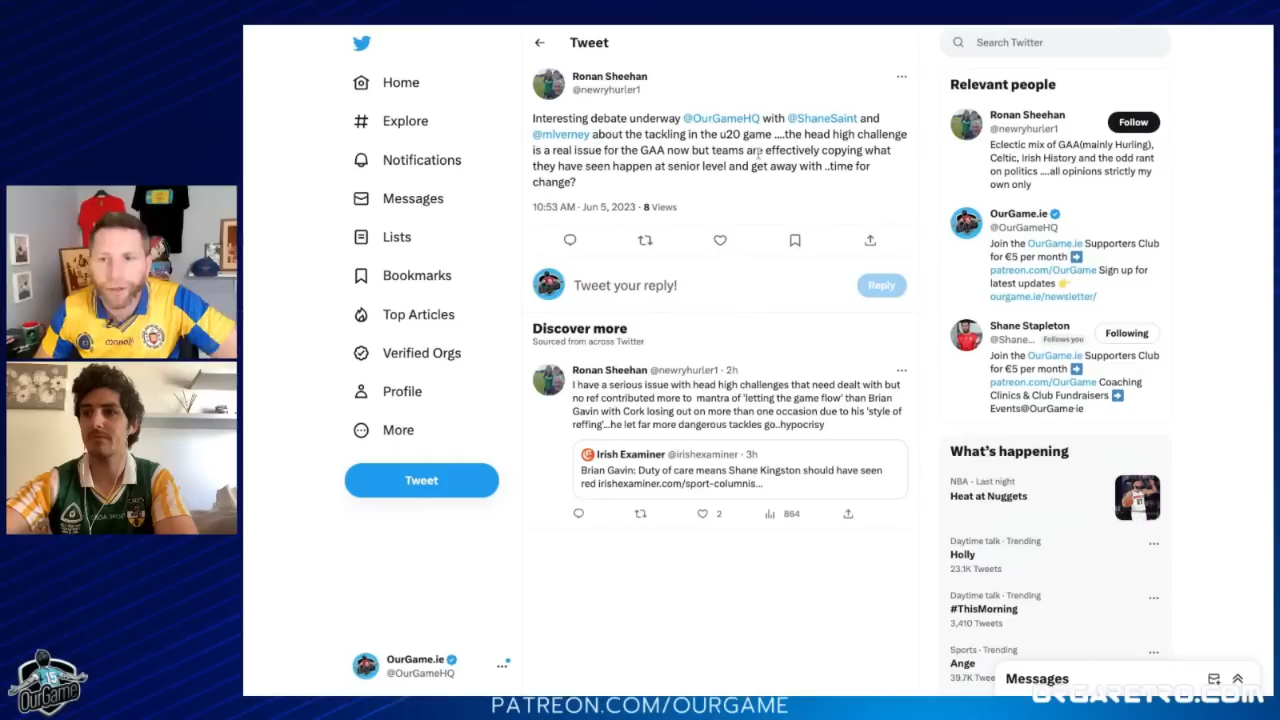 Home
Explore
Notifications
Messages
Lists
Bookmarks
Top Articles
Verified Orgs
Profile
More
Tweet
OurGame.ie
@OurGameHQ
Tweet
Ronan Sheehan
@newryhurler1
Interesting debate underway @OurGameHQ with @ShaneSaint and
@mlverney about the tackling in the u20 game ....the head high challenge
is a real issue for the GAA now but teams are effectively copying what
they have seen happen at senior level and get away with ..time for
change?
10:53 AM · Jun 5, 2023 · 8 Views
Tweet your reply!
Reply
Discover more
Sourced from across Twitter
Ronan Sheehan @newryhurler1 · 2h
I have a serious issue with head high challenges that need dealt with but
no ref contributed more to mantra of 'letting the game flow' than Brian
Gavin with Cork losing out on more than one occasion due to his 'style of
reffing'...he let far more dangerous tackles go..hypocrisy
Irish Examiner @irishexaminer · 3h
Brian Gavin: Duty of care means Shane Kingston should have seen
red irishexaminer.com/sport-columnis...
2
864
Search Twitter
Relevant people
Ronan Sheehan
@newryhurler1
Follow
Eclectic mix of GAA(mainly Hurling),
Celtic, Irish History and the odd rant
on politics ....all opinions strictly my
own only
OurGame.ie
@OurGameHQ
Join the OurGame.ie Supporters Club
for €5 per month
patreon.com/OurGame Sign up for
latest updates
ourgame.ie/newsletter/
Shane Stapleton
@Shane... Follows you
Following
Join the OurGame.ie Supporters Club
for €5 per month
patreon.com/OurGame Coaching
Clinics & Club Fundraisers
Events@OurGame.ie
What's happening
NBA · Last night
Heat at Nuggets
Daytime talk · Trending
Holly
23.1K Tweets
Daytime talk · Trending
#ThisMorning
3,410 Tweets
Sports · Trending
Ange
39.7K
Messages
15
OurGame
PATREON.COM/OURGAME